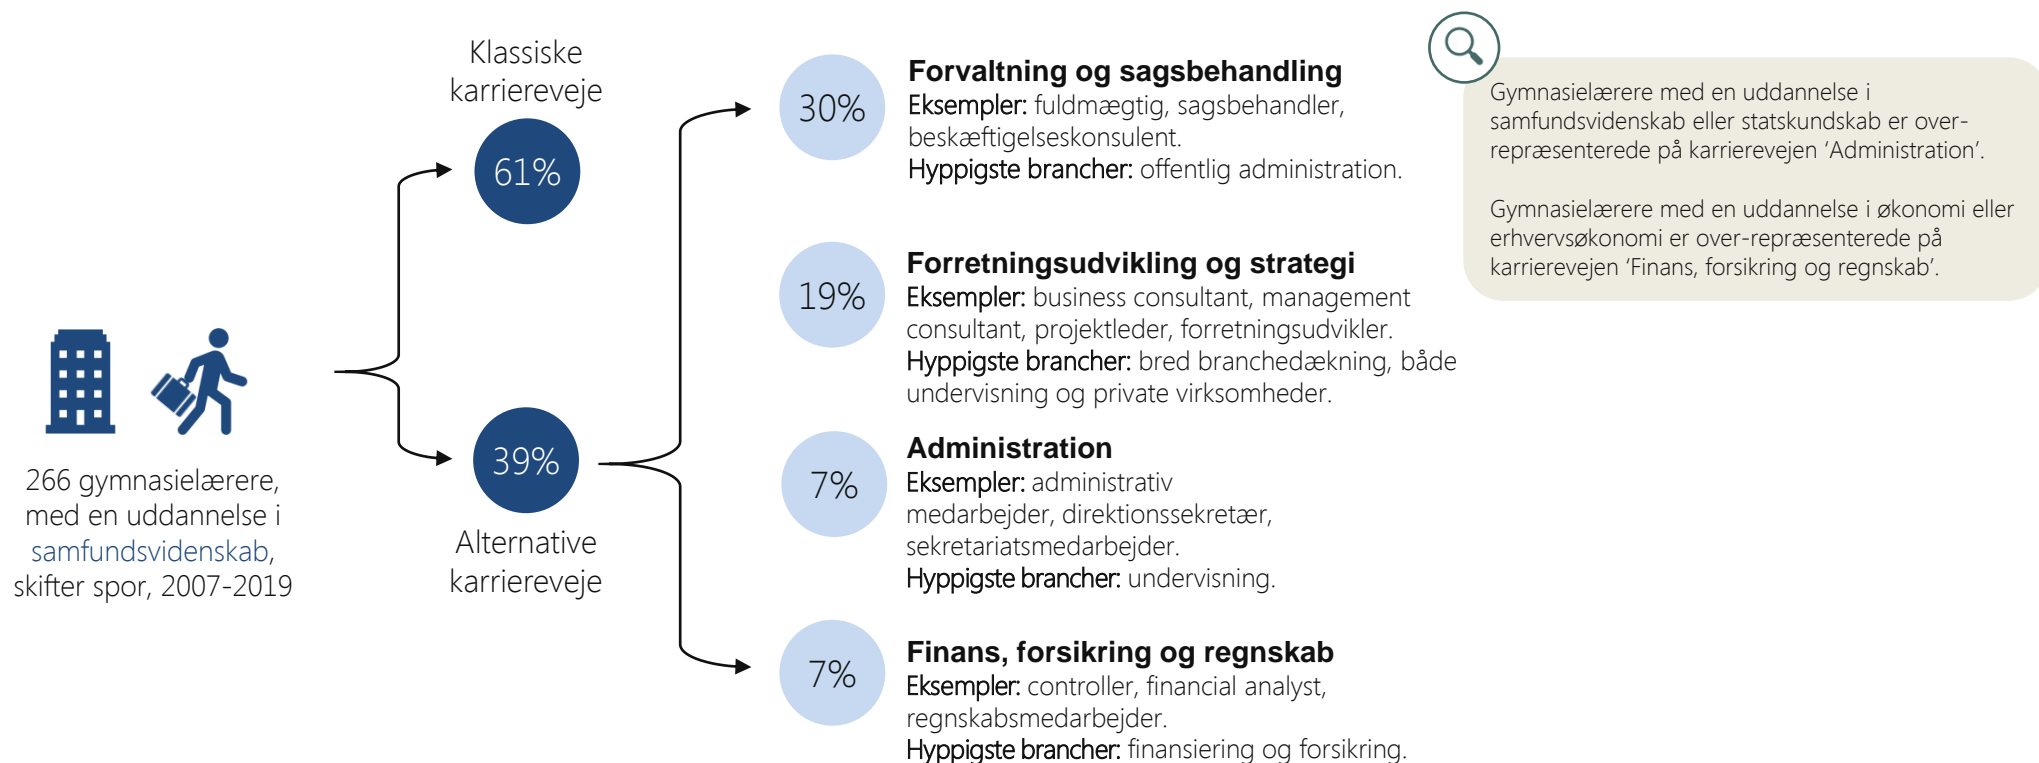 266 gymnasielærere,
med en uddannelse i
samfundsvidenskab,
skifter spor, 2007-2019
Klassiske
karriereveje
61%
39%
Alternative
karriereveje
30%
Forvaltning og sagsbehandling
Eksempler: fuldmægtig, sagsbehandler,
beskæftigelseskonsulent.
Hyppigste brancher: offentlig administration.
19%
Forretningsudvikling og strategi
Eksempler: business consultant, management
consultant, projektleder, forretningsudvikler.
Hyppigste brancher: bred branchedækning, både
undervisning og private virksomheder.
7%
Administration
Eksempler: administrativ
medarbejder, direktionssekretær,
sekretariatsmedarbejder.
Hyppigste brancher: undervisning.
7%
Finans, forsikring og regnskab
Eksempler: controller, financial analyst,
regnskabsmedarbejder.
Hyppigste brancher: finansiering og forsikring.
Gymnasielærere med en uddannelse i
samfundsvidenskab eller statskundskab er over-
repræsenterede på karrierevejen ‘Administration’.
Gymnasielærere med en uddannelse i økonomi eller
erhvervsøkonomi er over-repræsenterede på
karrierevejen ‘Finans, forsikring og regnskab’.